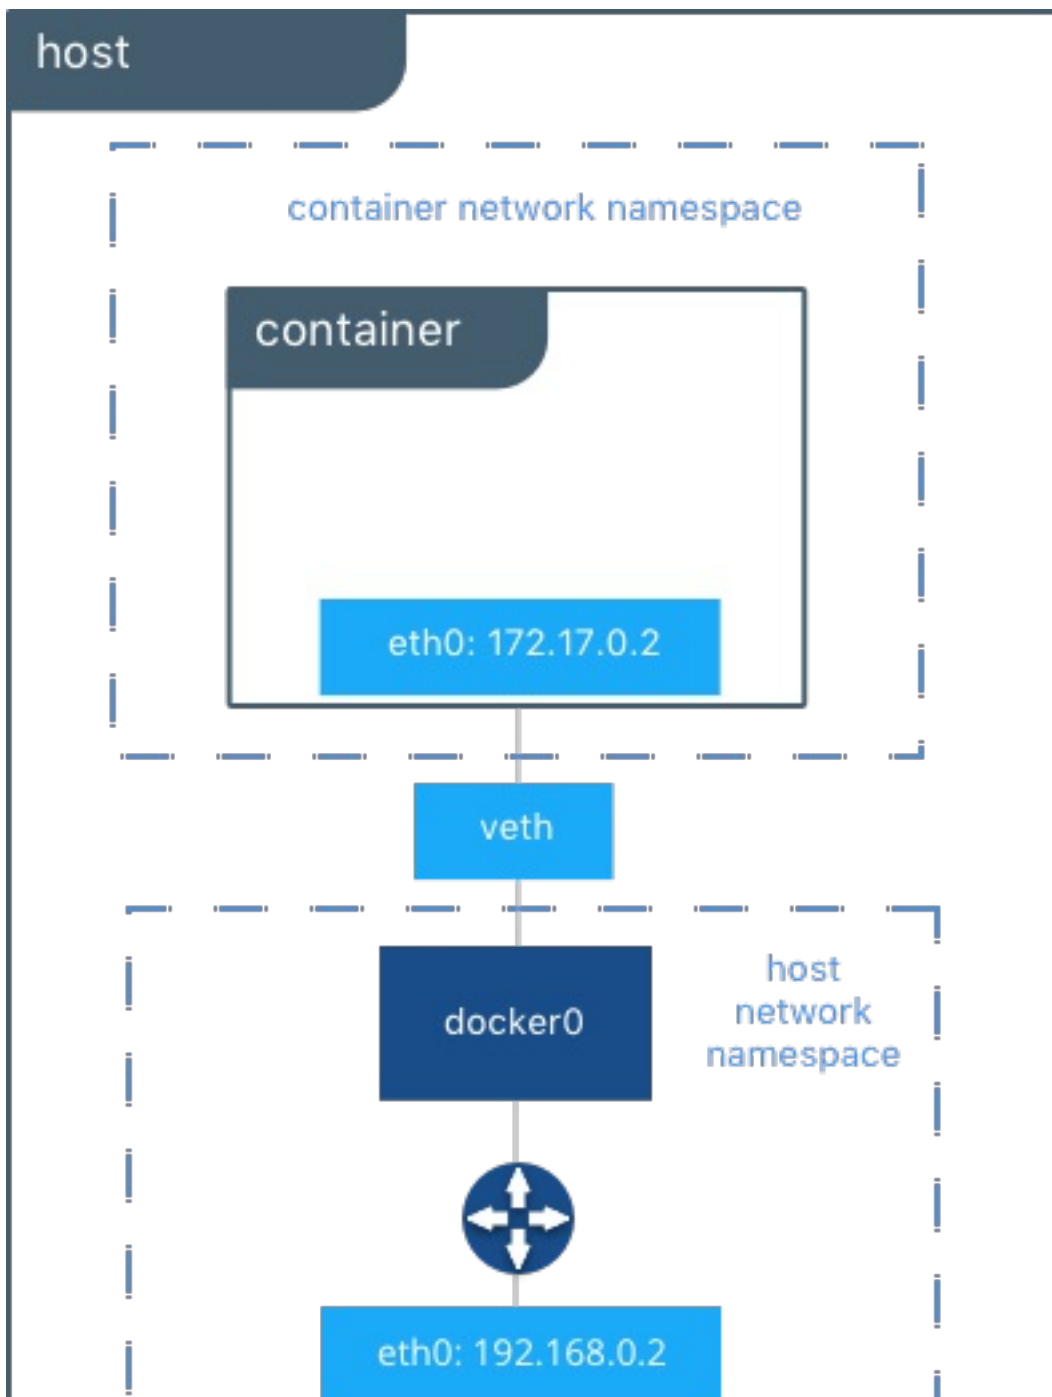 host
container network namespace
container
eth0: 172.17.0.2
veth
docker0
host
network
namespace
eth0: 192.168.0.2